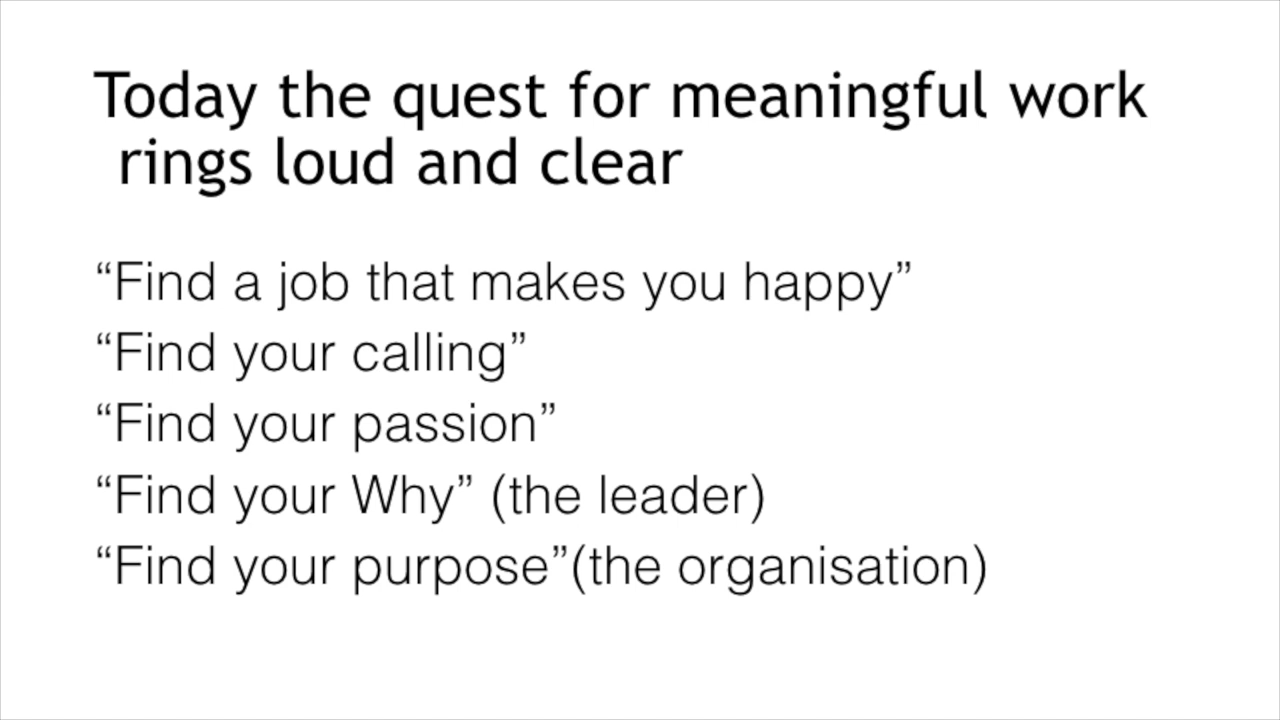 Today the quest for meaningful work
rings loud and clear
“Find a job that makes you happy”
“Find your calling”
“Find your passion”
“Find your Why” (the leader)
“Find your purpose”(the organisation)